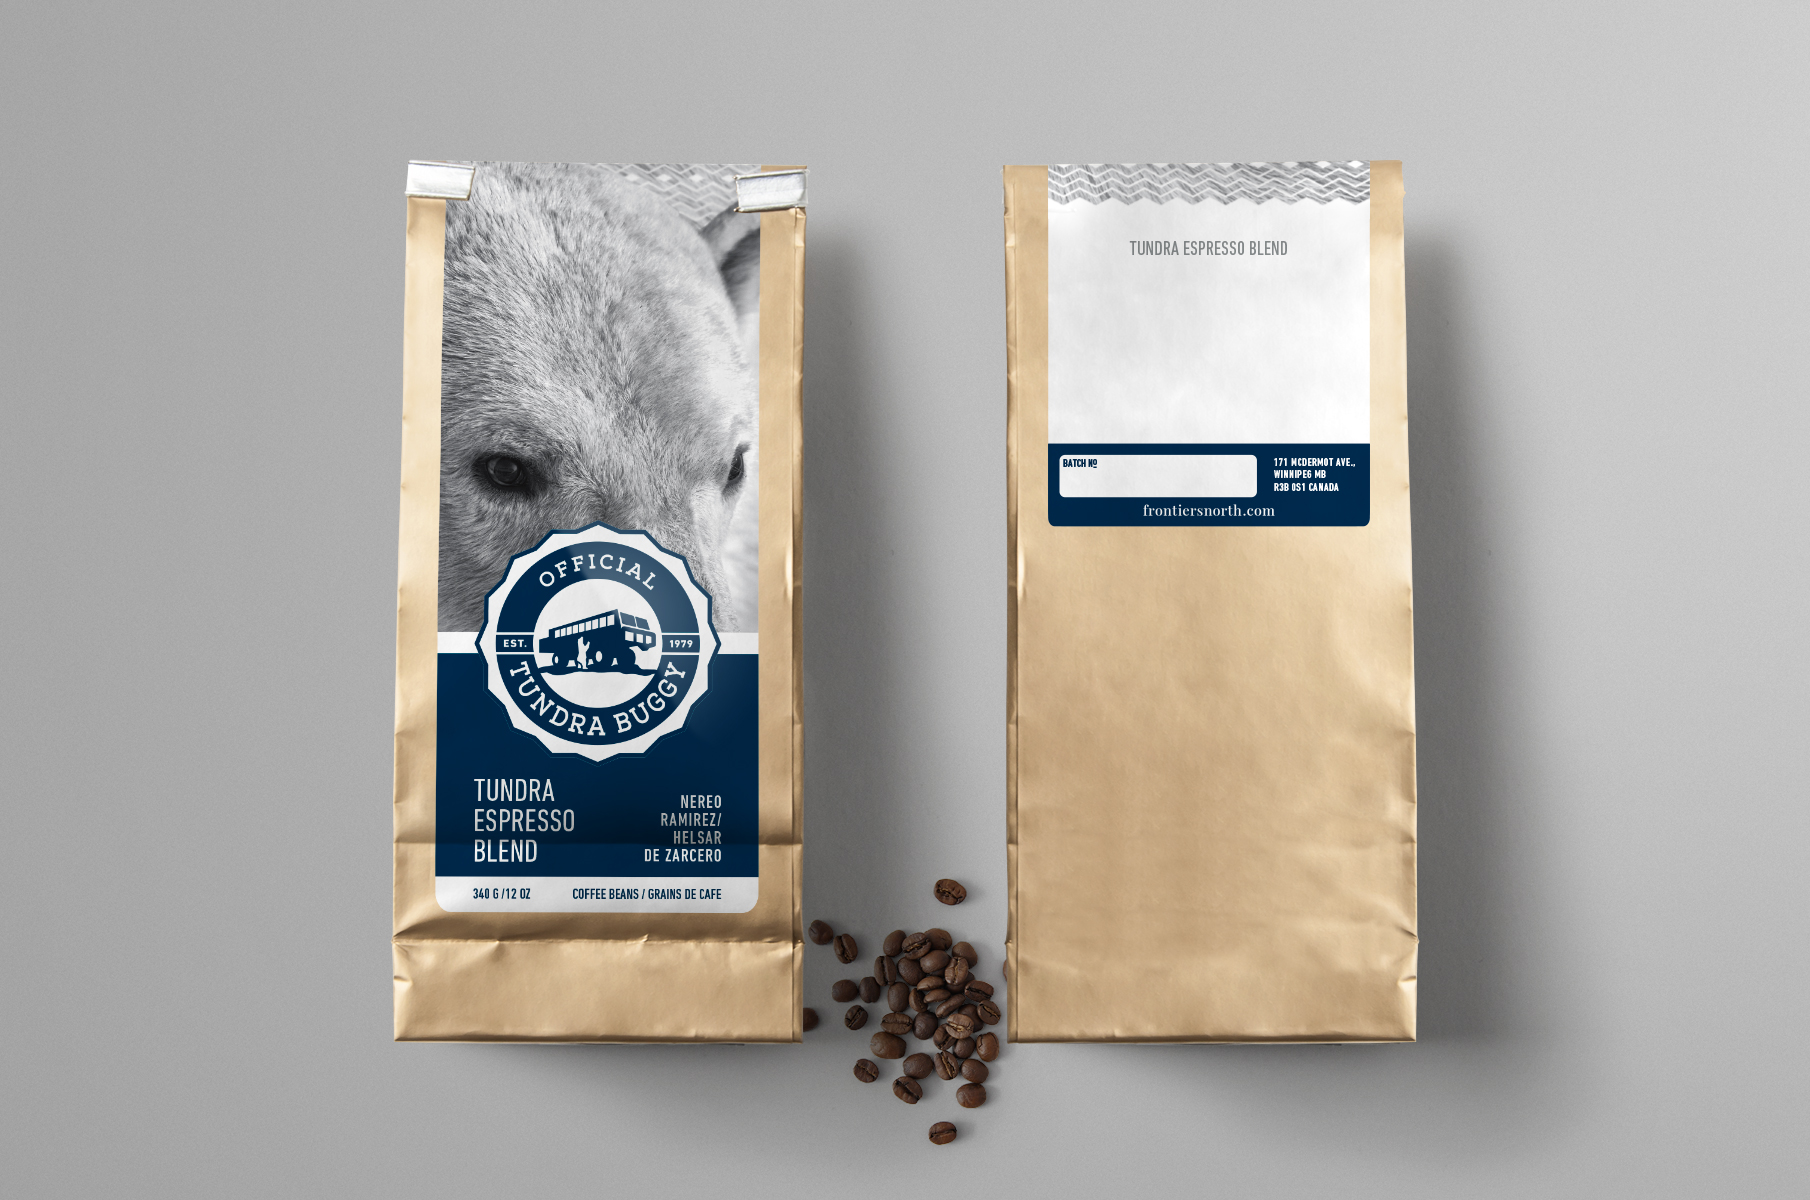 OFFICIAL
EST. 1979
TUNDRA BUGGY
TUNDRA
ESPRESSO
BLEND
NEREO
RAMIREZ/
HELSAR
DE ZARCERO
340 G /12 OZ
COFFEE BEANS / GRAINS DE CAFE
TUNDRA ESPRESSO BLEND
BATCH Nº
171 MCDERMOT AVE.,
WINNIPEG MB
R3B 0S1 CANADA
frontiersnorth.com